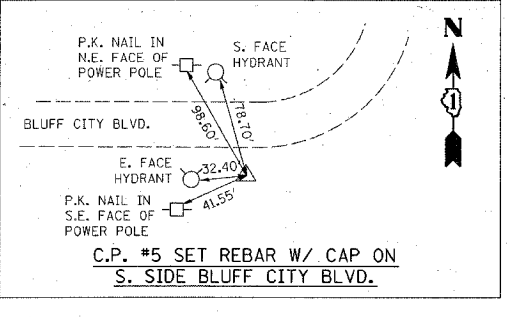 P.K. NAIL IN
N.E. FACE OF
POWER POLE
S. FACE
HYDRANT
N
1
98.60'
78.70'
BLUFF CITY BLVD.
E. FACE
HYDRANT
32.40'
41.55'
P.K. NAIL IN
S.E. FACE OF
POWER POLE
C.P. #5 SET REBAR W/ CAP ON
S. SIDE BLUFF CITY BLVD.